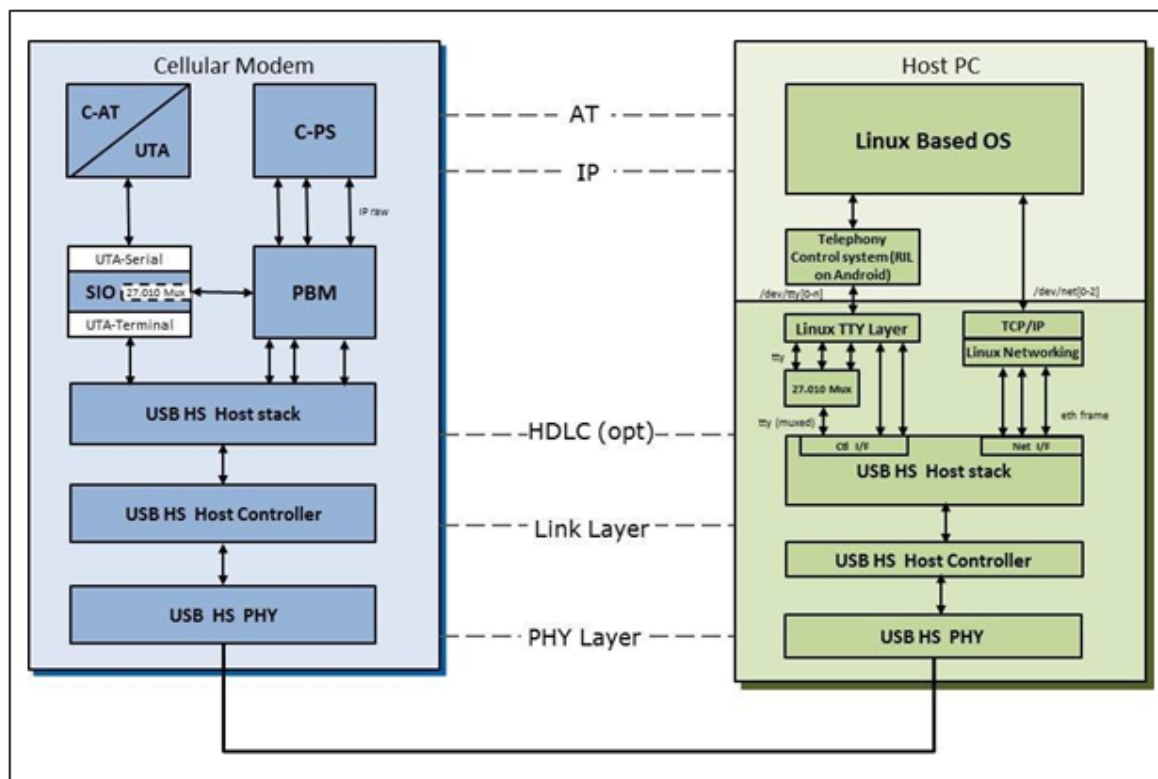 Cellular Modem
C-AT
UTA
C-PS
IP raw
UTA-Serial
SIO 27.010 Mux
UTA-Terminal
PBM
USB HS Host stack
USB HS Host Controller
USB HS PHY
AT
IP
HDLC (opt)
Link Layer
PHY Layer
Host PC
Linux Based OS
Telephony
Control system (RIL
on Android)
/dev/tty[0-n]
/dev/net[0-2]
Linux TTY Layer
TCP/IP
Linux Networking
tty
27.010 Mux
tty (muxed)
eth frame
Ctl I/F
Net I/F
USB HS Host stack
USB HS Host Controller
USB HS PHY